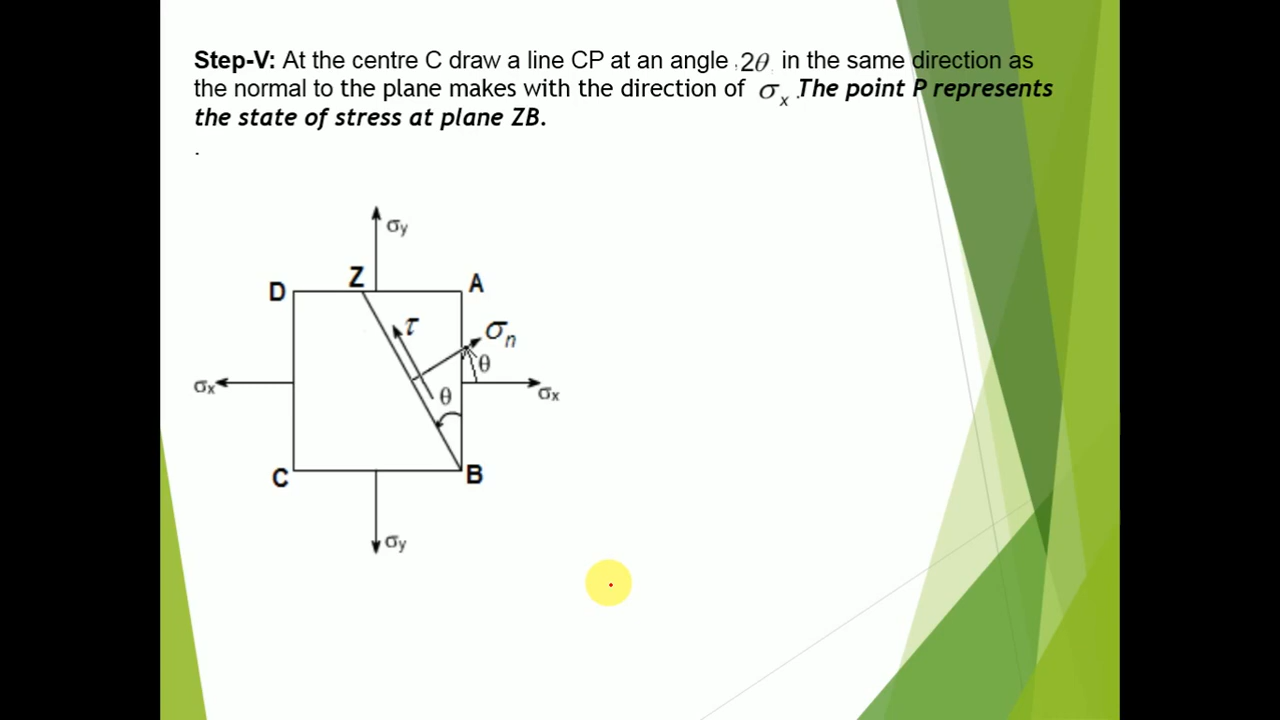 Step-V: At the centre C draw a line CP at an angle 2θ in the same direction as
the normal to the plane makes with the direction of σx .The point P represents
the state of stress at plane ZB.
.
σy
Z
D
A
τ
σn
θ
σx
σx
θ
C
B
σy